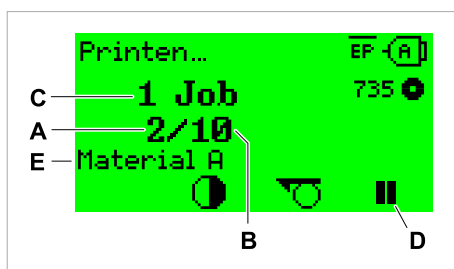 Printen... EP A
C 1 Job 735
A 2/10
E Material A
B D